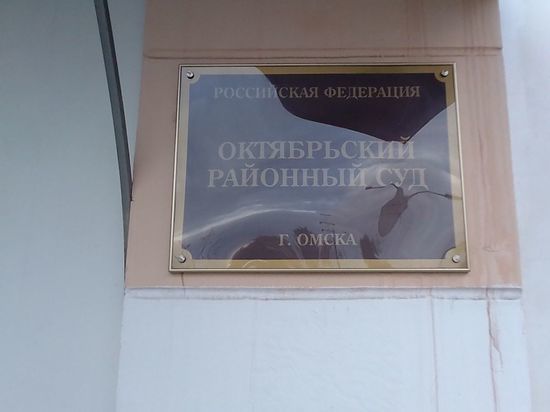 РОССИЙСКАЯ ФЕДЕРАЦИЯ
ОКТЯБРЬСКИЙ
РАЙОННЫЙ СУД
Г. ОМСКА